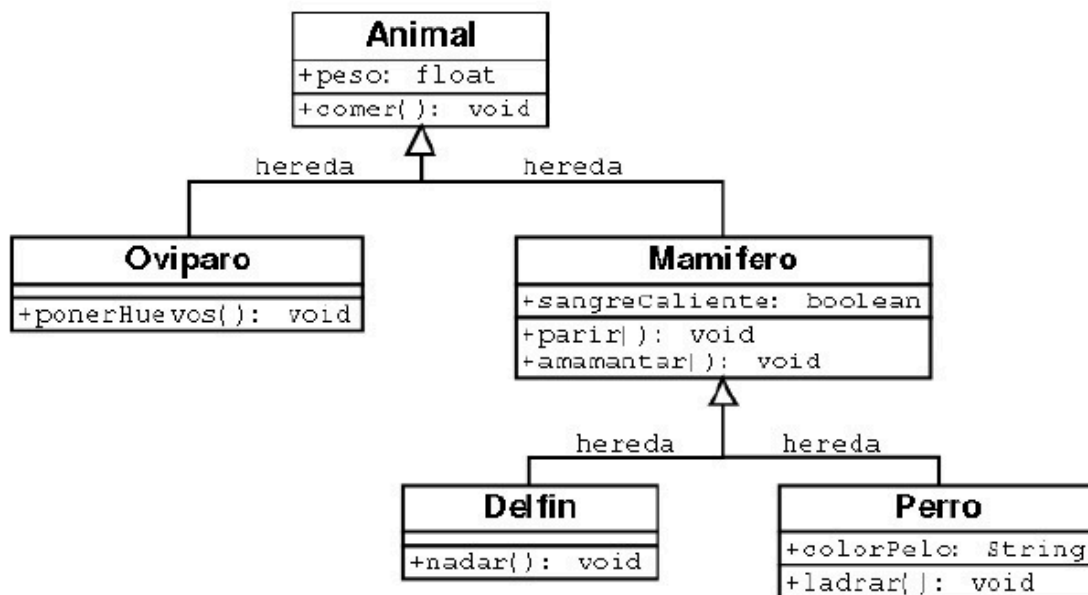 Animal
+peso: float
+comer(): void
hereda
hereda
Oviparo
+ponerHuevos(): void
Mamifero
+sangreCaliente: boolean
+parir(): void
+amamantar(): void
hereda
hereda
Delfin
+nadar(): void
Perro
+colorPelo: String
+ladrar(): void